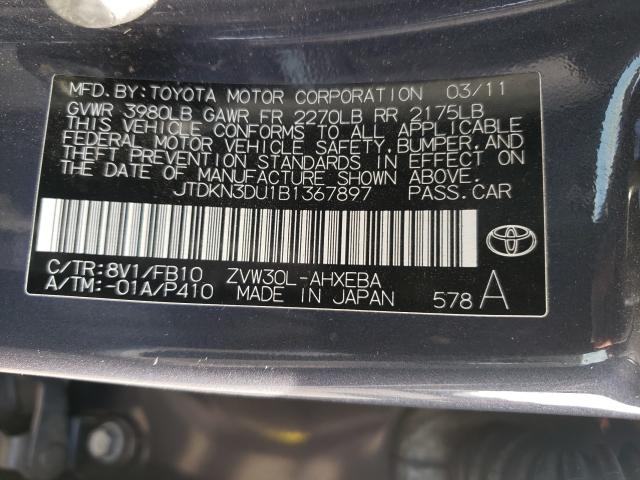 MFD. BY: TOYOTA MOTOR CORPORATION 03/11
GVWR 3980LB GAWR FR 2270LB RR 2175LB
THIS VEHICLE CONFORMS TO ALL APPLICABLE
FEDERAL MOTOR VEHICLE SAFETY, BUMPER, AND
THEFT PREVENTION STANDARDS IN EFFECT ON
THE DATE OF MANUFACTURE SHOWN ABOVE.
JTDKN3DU1B1367897 PASS. CAR
C/TR: 8V1/FB10 ZVW30L-AHXEBA
A/TM: -01A/P410 MADE IN JAPAN 578 A